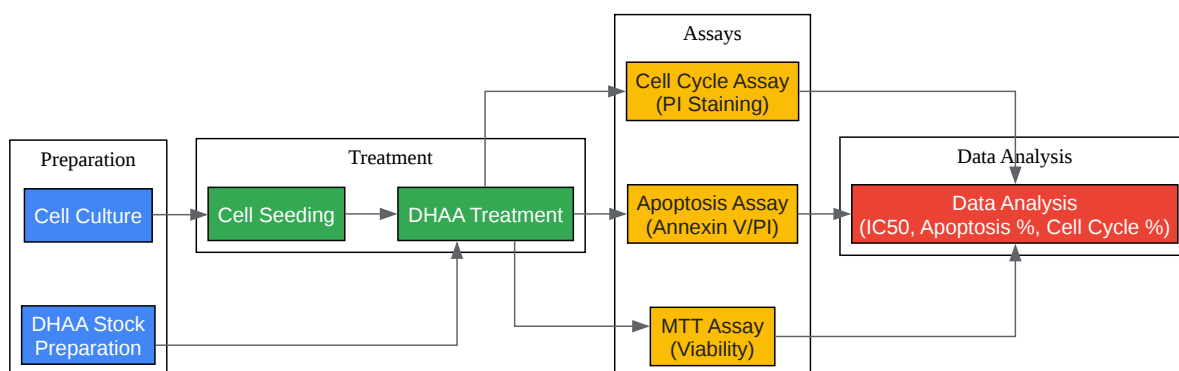 Preparation
Cell Culture
DHAA Stock
Preparation
Treatment
Cell Seeding
DHAA Treatment
Assays
Cell Cycle Assay
(PI Staining)
Apoptosis Assay
(Annexin V/PI)
MTT Assay
(Viability)
Data Analysis
Data Analysis
(IC50, Apoptosis %, Cell Cycle %)